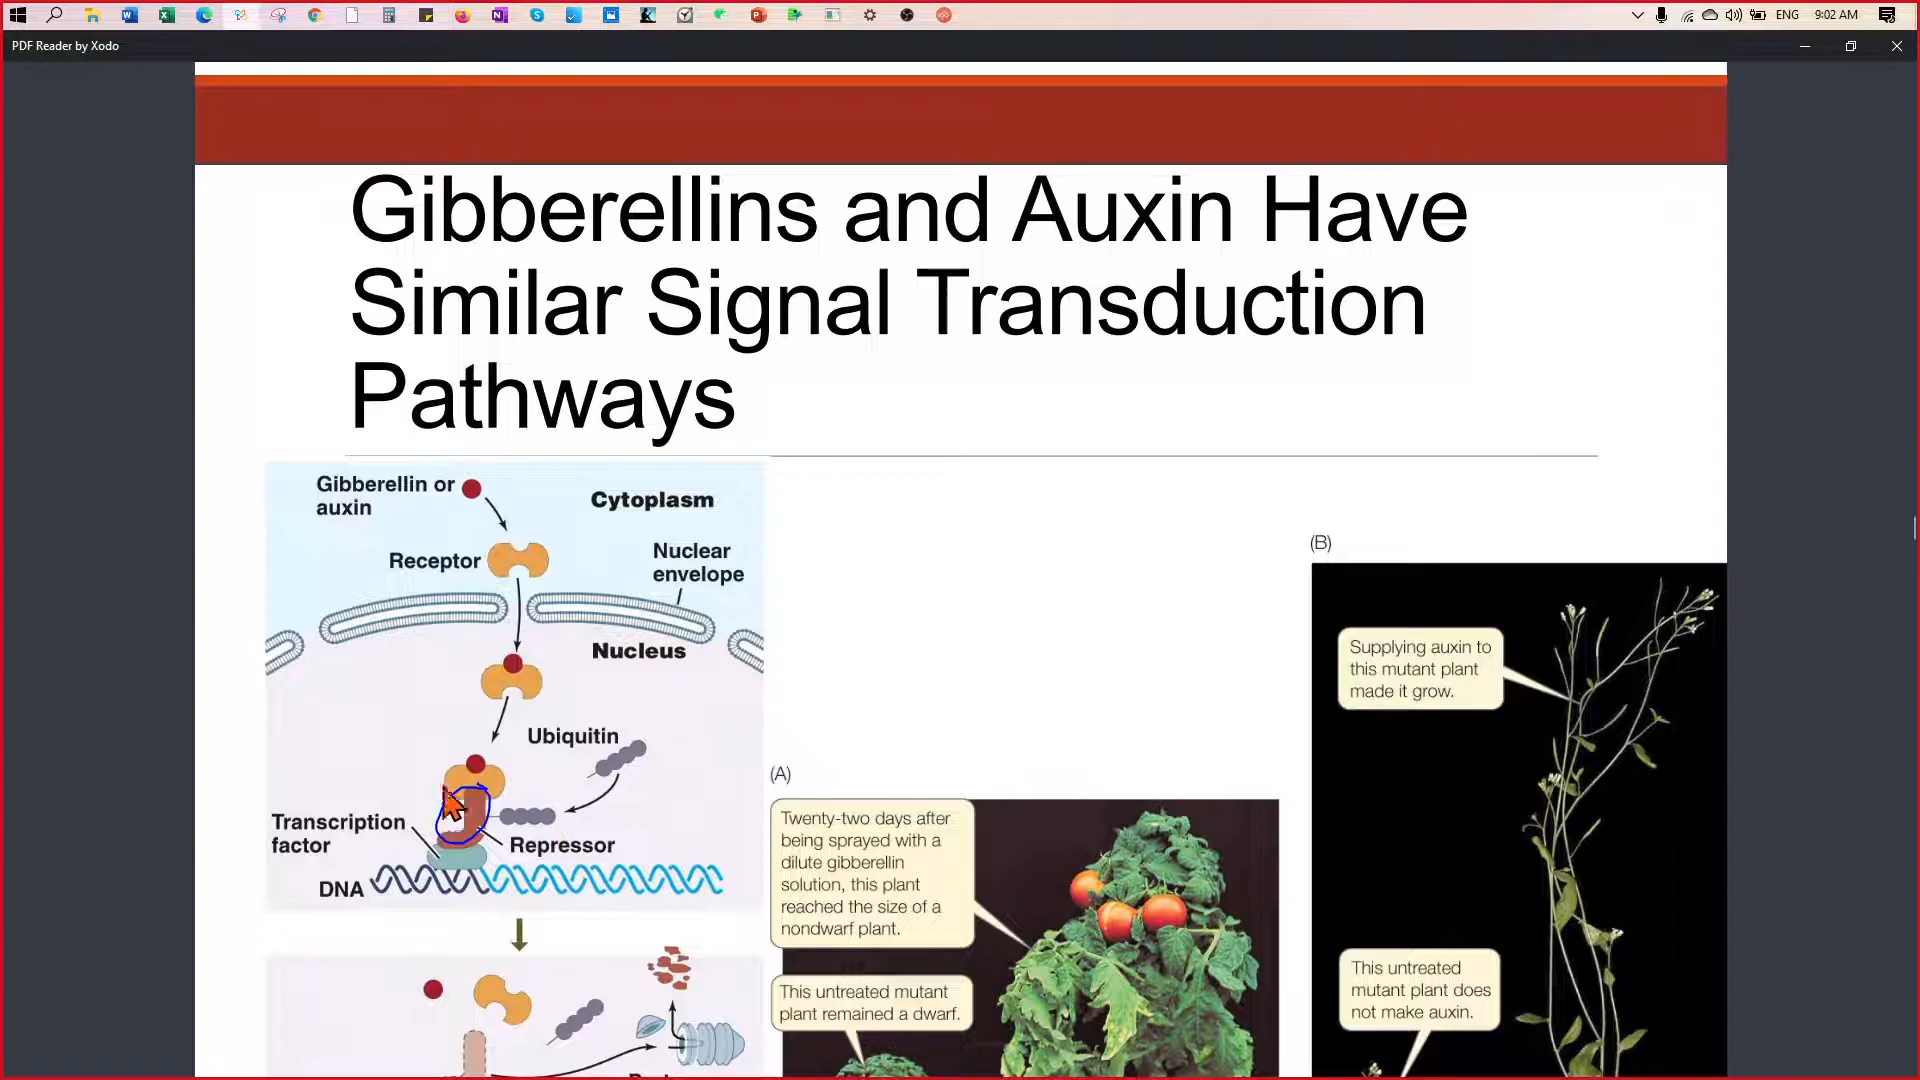 ENG
9:02 AM
PDF Reader by Xodo
Gibberellins and Auxin Have
Similar Signal Transduction
Pathways
Gibberellin or
auxin
Cytoplasm
Receptor
Nuclear
envelope
Nucleus
Ubiquitin
Transcription
factor
Repressor
DNA
(A)
Twenty-two days after
being sprayed with a
dilute gibberellin
solution, this plant
reached the size of a
nondwarf plant.
This untreated mutant
plant remained a dwarf.
(B)
Supplying auxin to
this mutant plant
made it grow.
This untreated
mutant plant does
not make auxin.